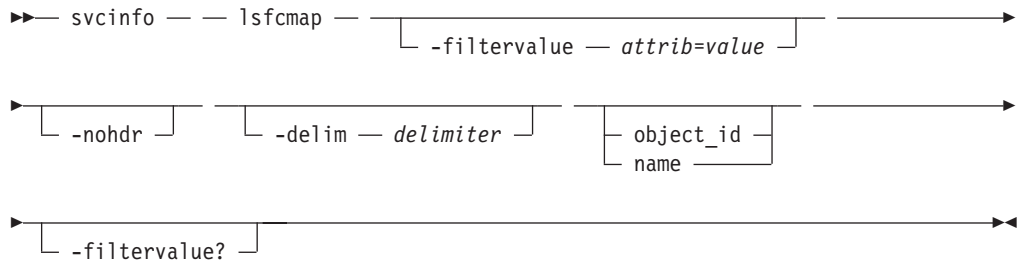 svcinfo lsfcmap
-filtervalue attrib=value
-nohdr -delim delimiter object_id
name
-filtervalue?